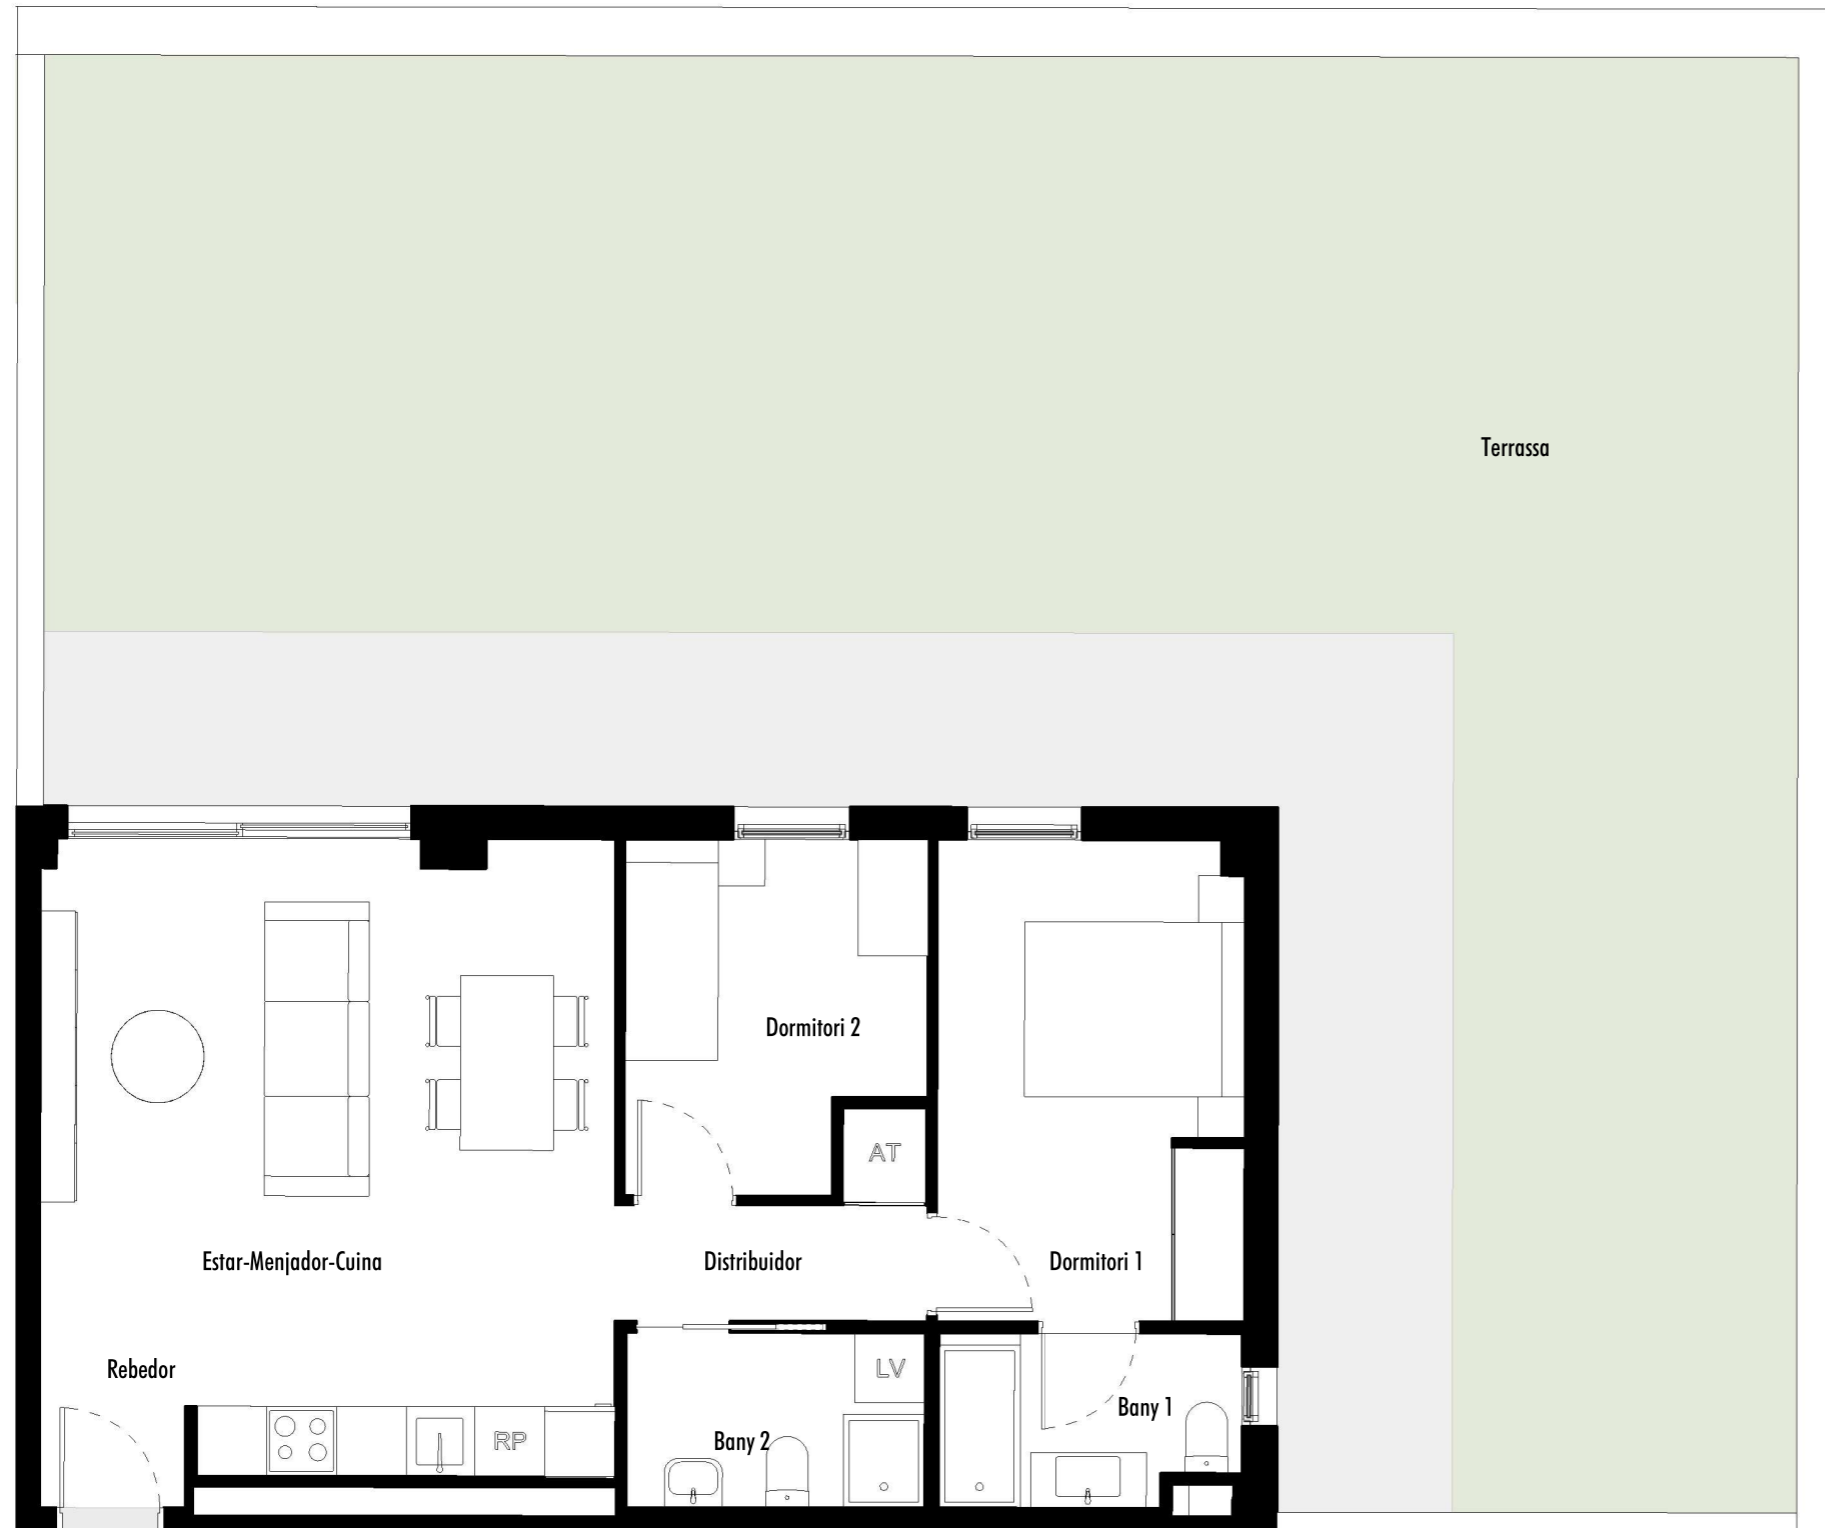 Terrassa
Dormitori 2
AT
Estar-Menjador-Cuina
Distribuidor
Dormitori 1
Rebedor
LV
Bany 1
RP
Bany 2